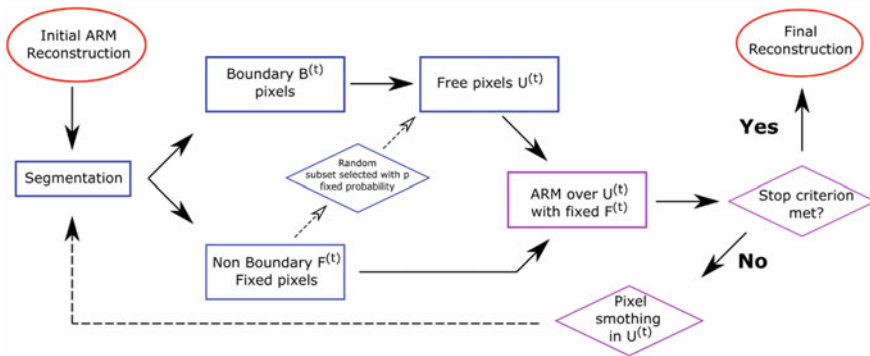 Initial ARM
Reconstruction
Segmentation
Boundary B(t)
pixels
Free pixels U(t)
Random
subset selected with p
fixed probability
Non Boundary F(t)
Fixed pixels
ARM over U(t)
with fixed F(t)
Stop criterion
met?
Yes
Final
Reconstruction
No
Pixel
smothing
in U(t)